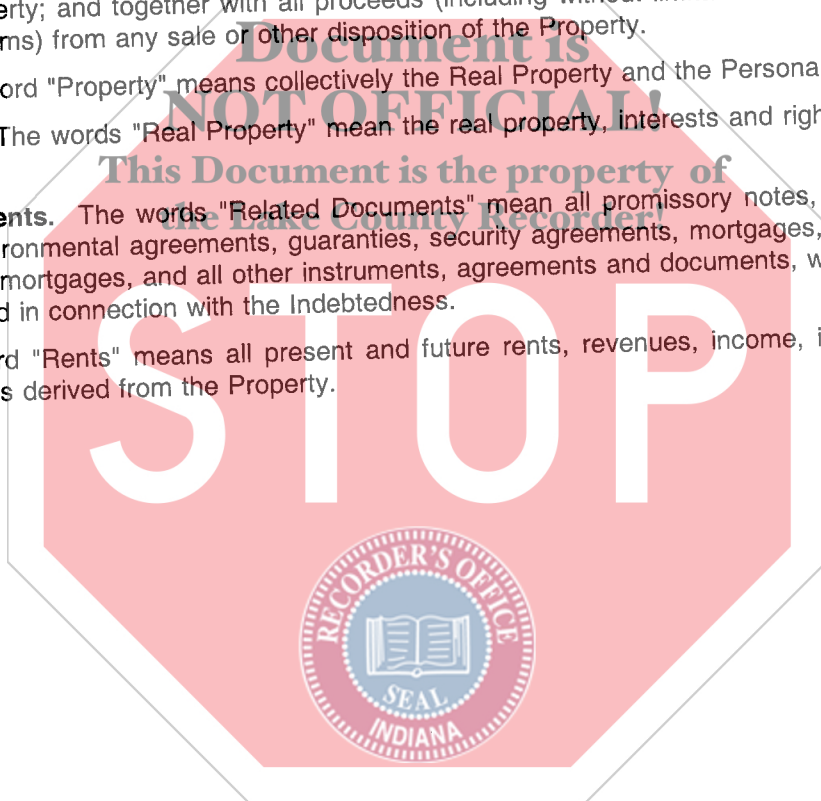 erty; and together with all proceeds (including without
ms) from any sale or other disposition of the Property.
Document is
ord "Property" means collectively the Real Property and the Persona
NOT OFFICIAL!
The words "Real Property" mean the real property, interests and righ
This Document is the property of
ents. The words "Related Documents" mean all promissory notes,
the Lake County Recorder!
ronmental agreements, guaranties, security agreements, mortgages,
mortgages, and all other instruments, agreements and documents, w
d in connection with the Indebtedness.
rd "Rents" means all present and future rents, revenues, income, i
s derived from the Property.
STOP
RECORDER'S OFFICE
SEAL
INDIANA